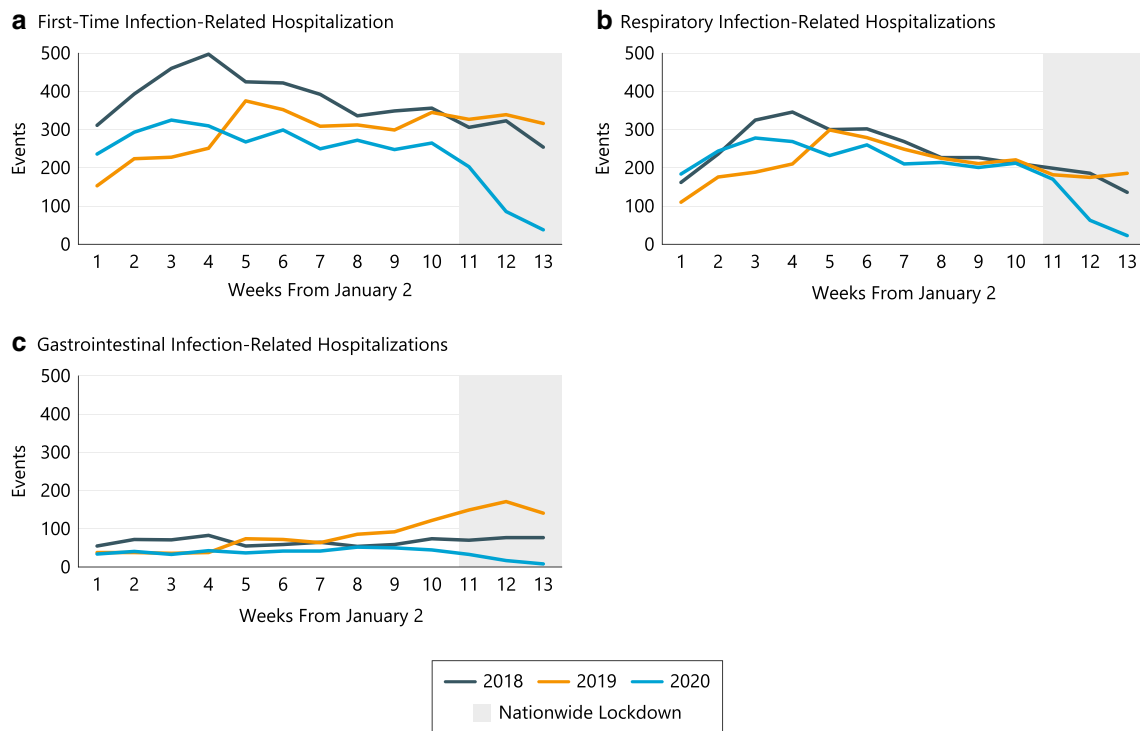 a First-Time Infection-Related Hospitalization
500
400
300
200
100
0
Events
1 2 3 4 5 6 7 8 9 10 11 12 13
Weeks From January 2
b Respiratory Infection-Related Hospitalizations
500
400
300
200
100
0
Events
1 2 3 4 5 6 7 8 9 10 11 12 13
Weeks From January 2
c Gastrointestinal Infection-Related Hospitalizations
500
400
300
200
100
0
Events
1 2 3 4 5 6 7 8 9 10 11 12 13
Weeks From January 2
2018 2019 2020
Nationwide Lockdown